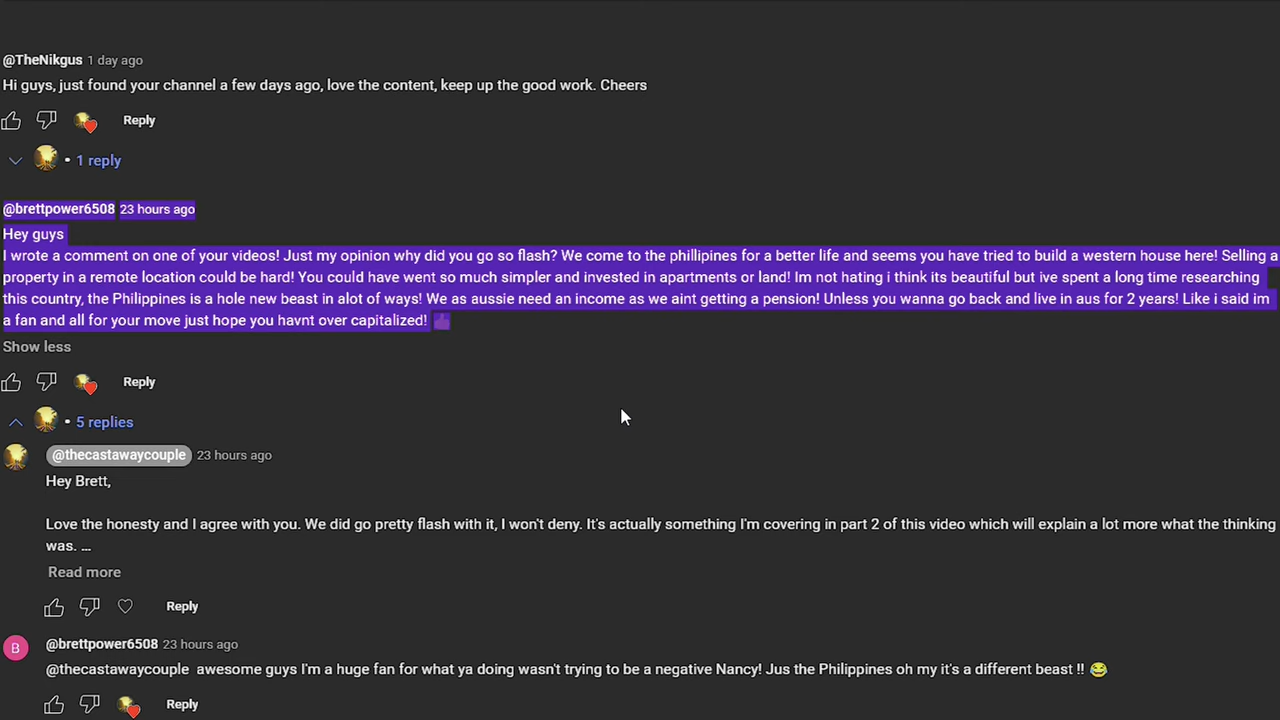 @TheNikgus 1 day ago
Hi guys, just found your channel a few days ago, love the content, keep up the good work. Cheers
Reply
1 reply
@brettpower6508 23 hours ago
Hey guys
I wrote a comment on one of your videos! Just my opinion why did you go so flash? We come to the phillipines for a better life and seems you have tried to build a western house here! Selling a
property in a remote location could be hard! You could have went so much simpler and invested in apartments or land! Im not hating i think its beautiful but ive spent a long time researching
this country, the Philippines is a hole new beast in alot of ways! We as aussie need an income as we aint getting a pension! Unless you wanna go back and live in aus for 2 years! Like i said im
a fan and all for your move just hope you havnt over capitalized!
Show less
Reply
5 replies
@thecastawaycouple 23 hours ago
Hey Brett,
Love the honesty and I agree with you. We did go pretty flash with it, I won't deny. It's actually something I'm covering in part 2 of this video which will explain a lot more what the thinking
was. ...
Read more
Reply
B
@brettpower6508 23 hours ago
@thecastawaycouple awesome guys I'm a huge fan for what ya doing wasn't trying to be a negative Nancy! Jus the Philippines oh my it's a different beast !! 😂
Reply